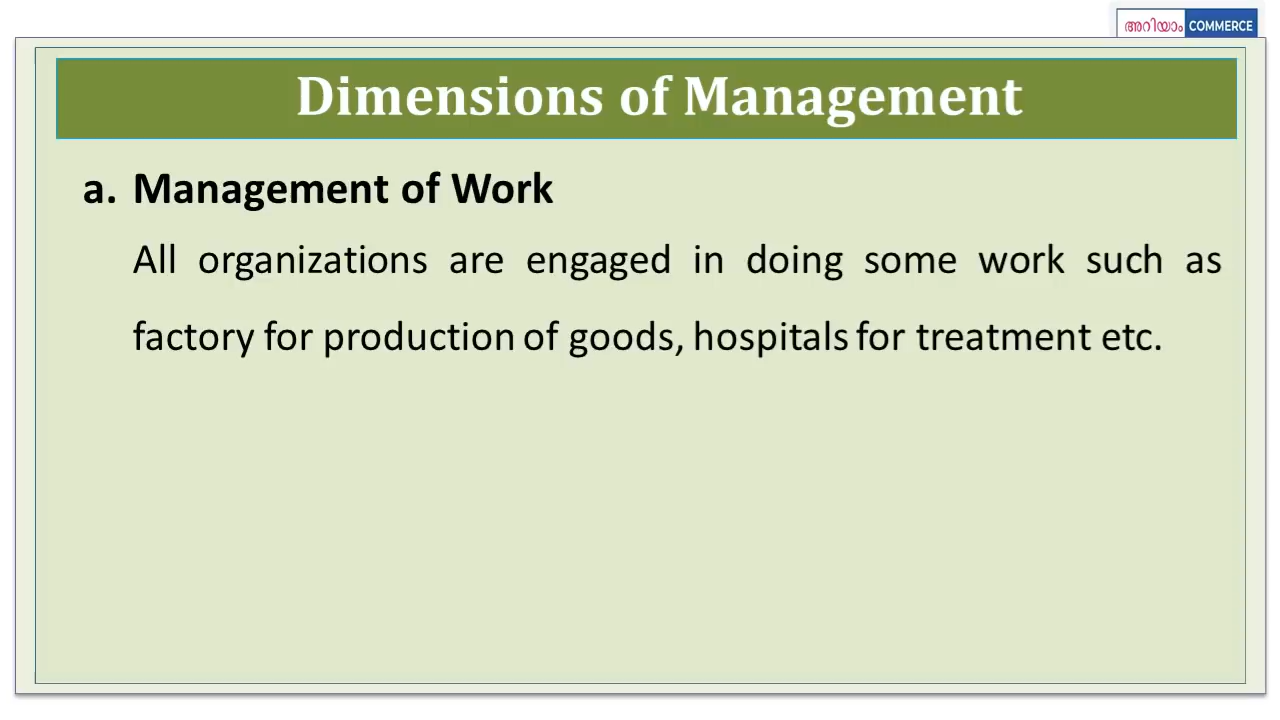 അറിയാം COMMERCE
Dimensions of Management
a. Management of Work
All organizations are engaged in doing some work such as
factory for production of goods, hospitals for treatment etc.